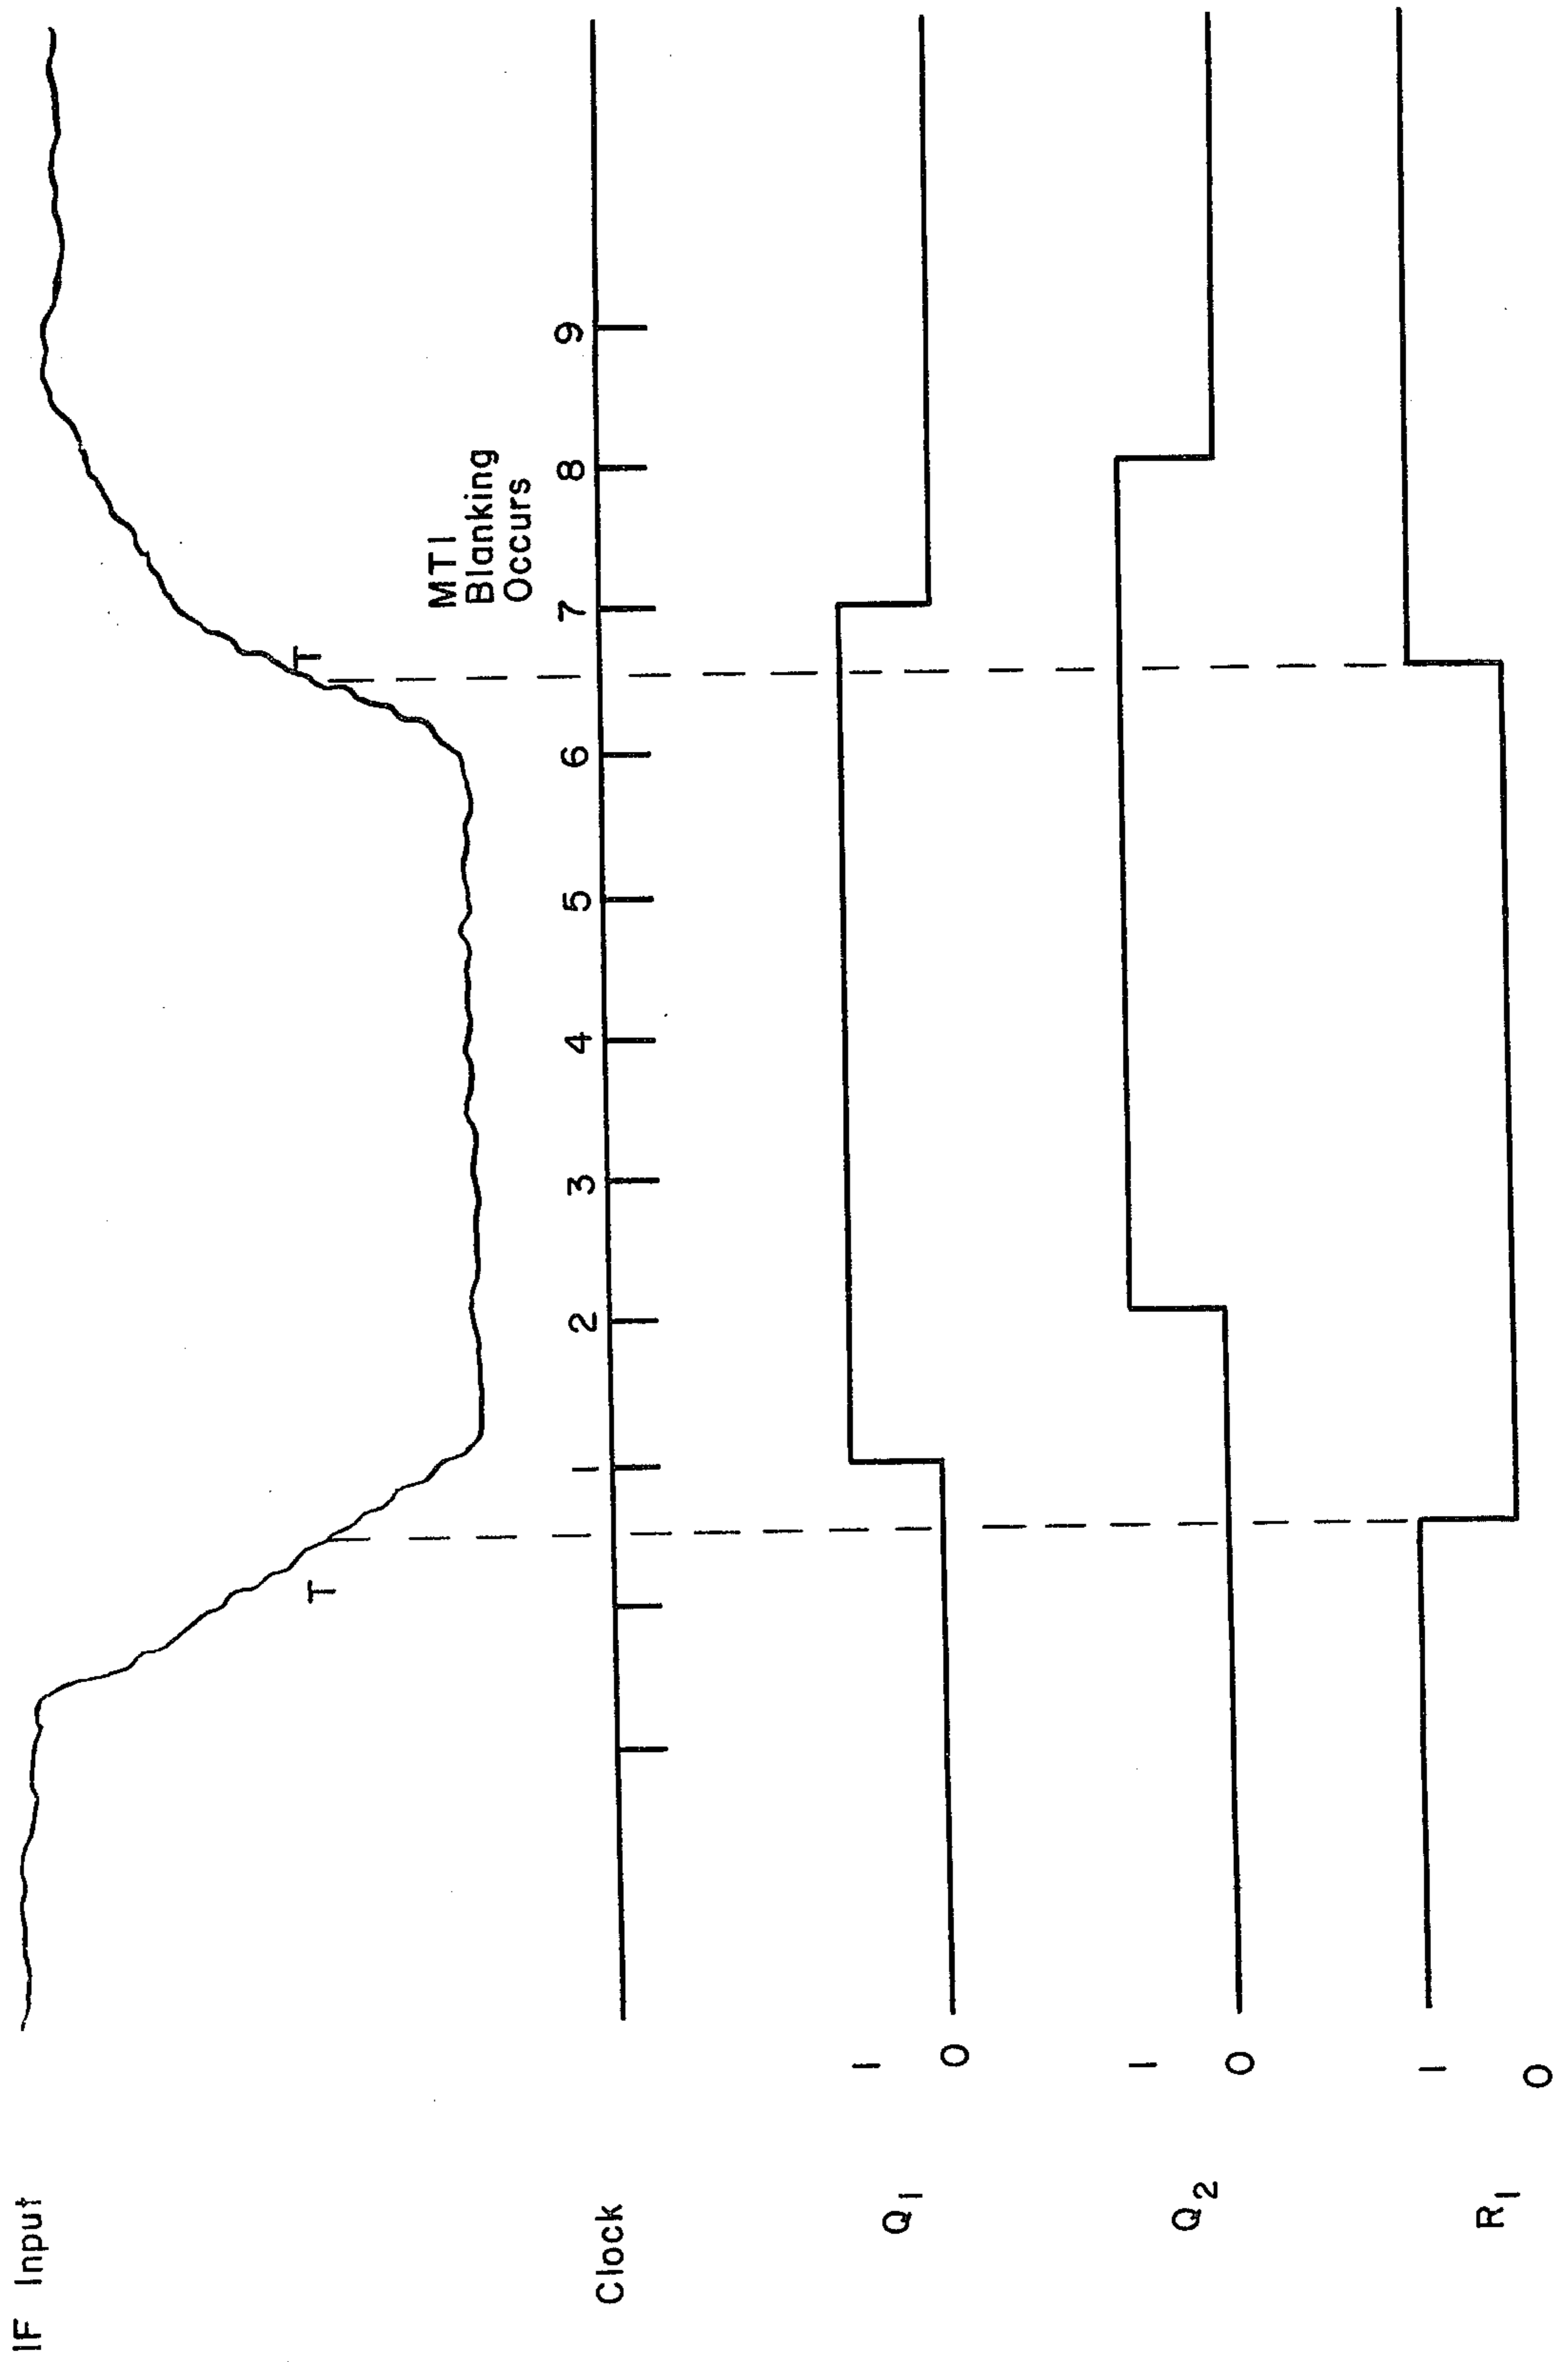 IF Input
T
T
MTI
Blanking
Occurs
Clock
1 2 3 4 5 6 7 8 9
1
0
Q1
1
0
Q2
1
0
R1